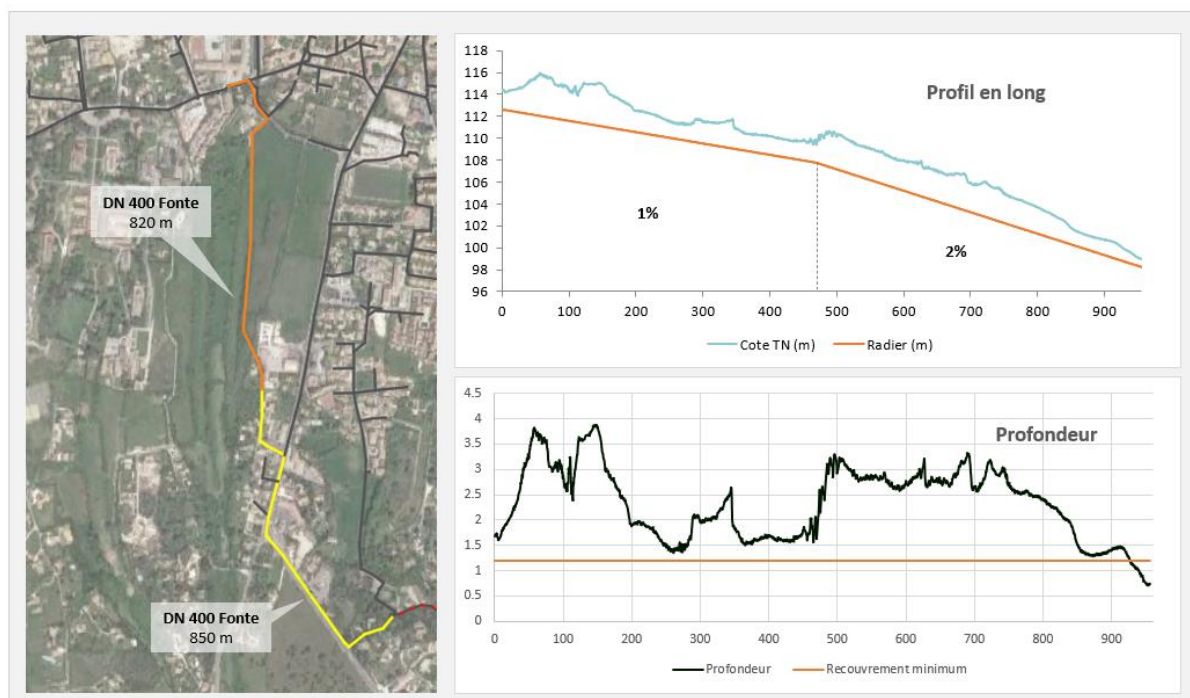 DN 400 Fonte
820 m
DN 400 Fonte
850 m
Profil en long
118
116
114
112
110
108
106
104
102
100
98
96
1%
2%
0 100 200 300 400 500 600 700 800 900
Cote TN (m) Radier (m)
Profondeur
4.5
4
3.5
3
2.5
2
1.5
1
0.5
0
0 100 200 300 400 500 600 700 800 900
Profondeur Recouvrement minimum